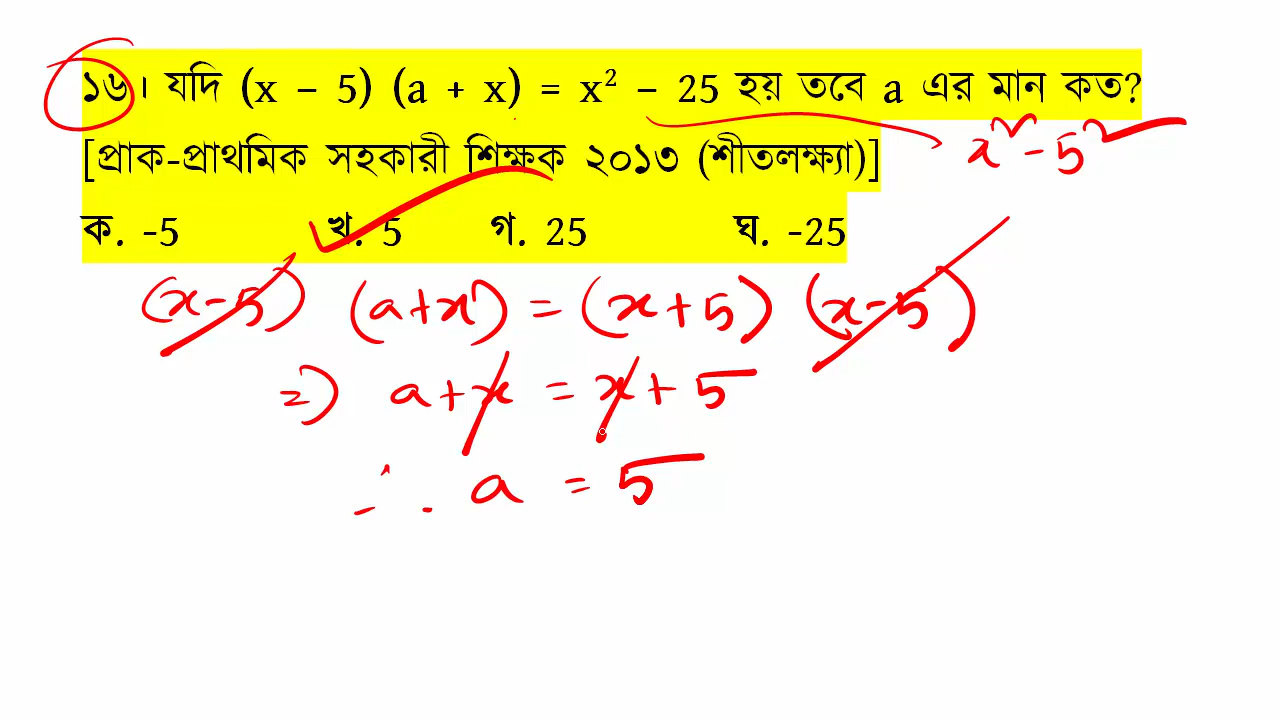 ১৬। যদি (x – 5) (a + x) = x² – 25 হয় তবে a এর মান কত?
x² - 5²
[প্রাক-প্রাথমিক সহকারী শিক্ষক ২০১৩ (শীতলক্ষ্যা)]
ক. -5 খ. 5 গ. 25 ঘ. -25
(x-5) (a+x) = (x+5) (x-5)
=) a+x = x+5
∴ a = 5